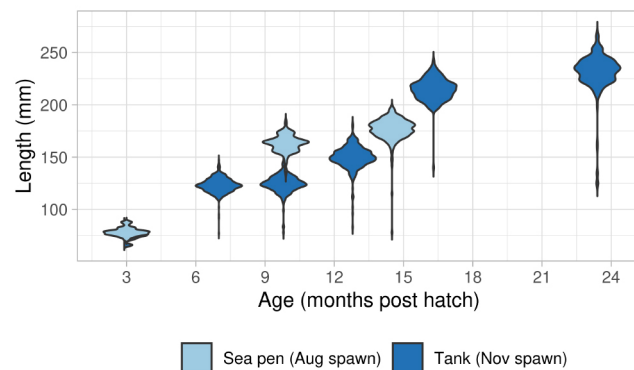 250
200
150
100
Length (mm)
3 6 9 12 15 18 21 24
Age (months post hatch)
Sea pen (Aug spawn) Tank (Nov spawn)